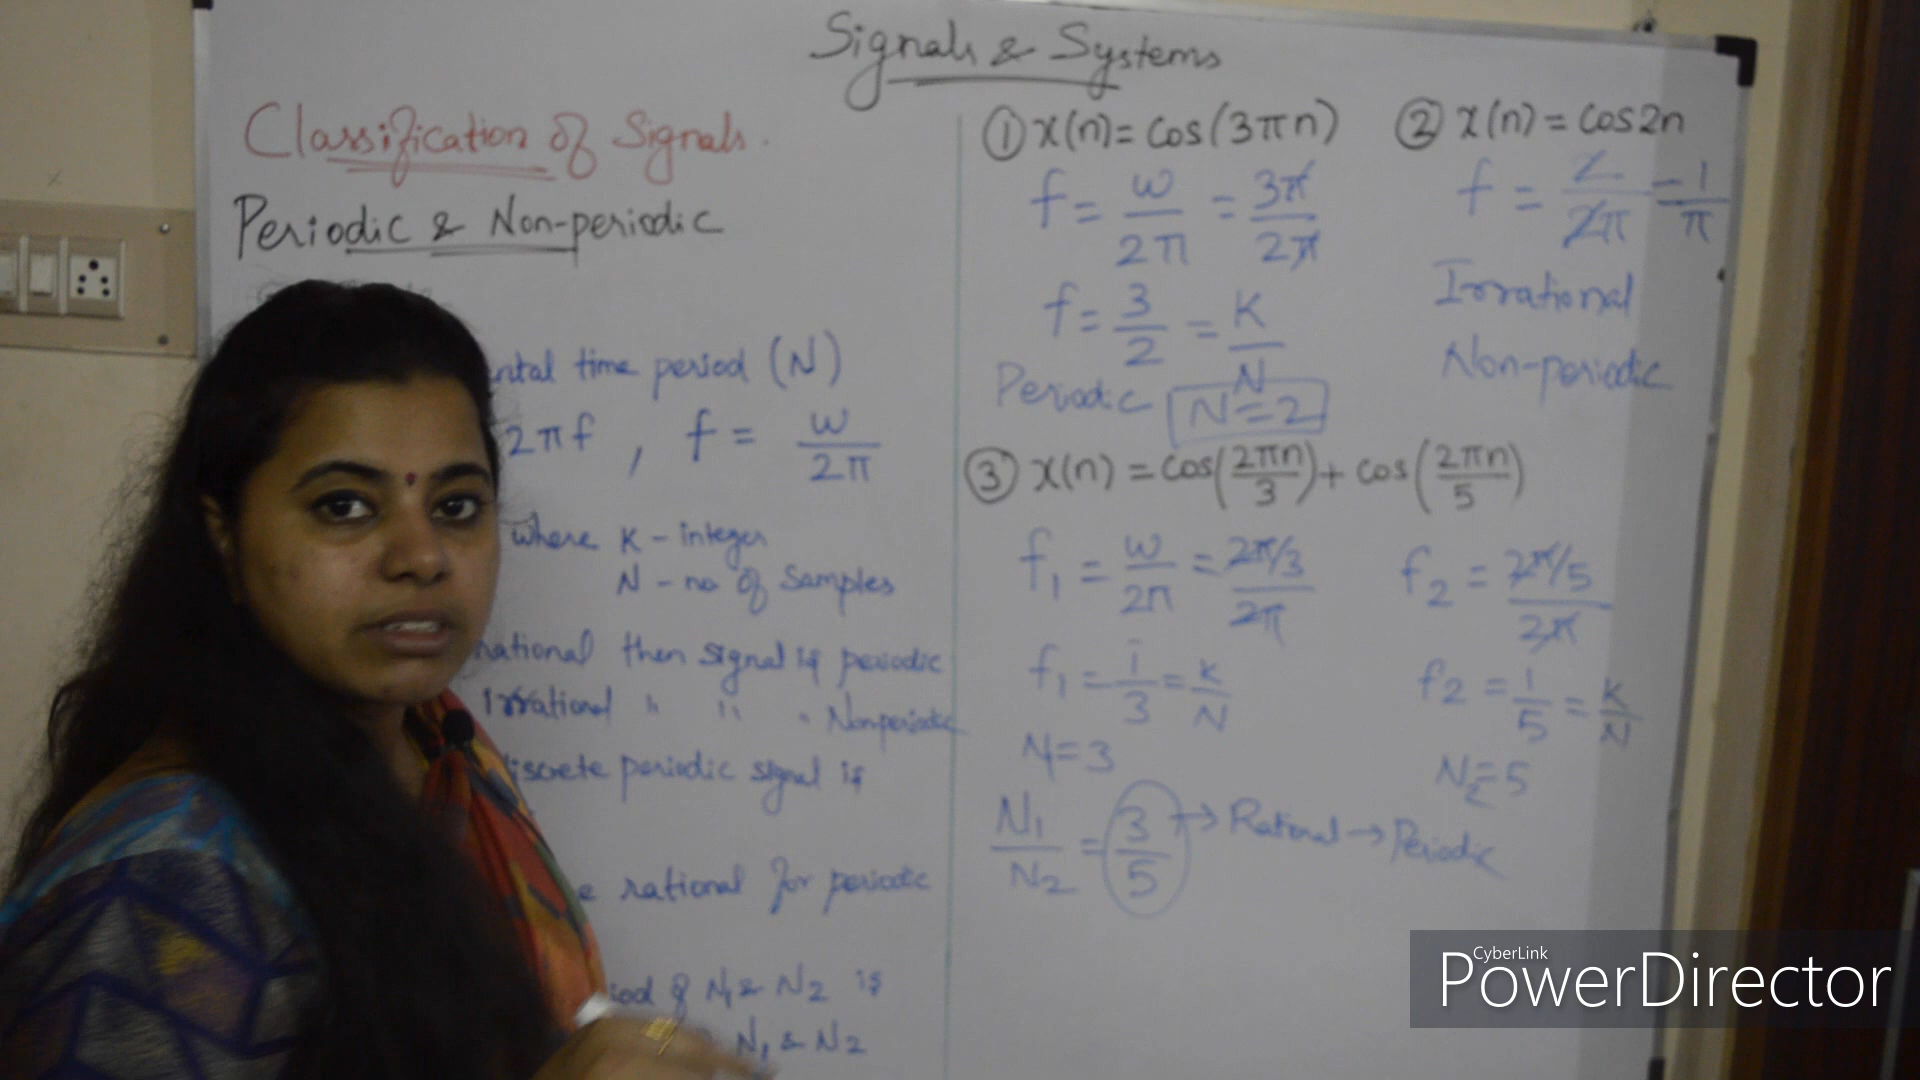 Signals & Systems
Classification of Signals.
Periodic & Non-periodic
ntal time period (N)
2πf , f = ω/2π
where K - integer
N - no of Samples
rational then signal is periodic
Irrational " " " Nonperiodic
discrete periodic signal is
e rational for periodic
iod of N1 & N2 is
N1 & N2
① x(n) = cos(3πn)
f = ω/2π = 3π/2π
f = 3/2 = K/N
Periodic N = 2
② x(n) = cos2n
f = 2/2π = 1/π
Irrational
Non-periodic
③ x(n) = cos(2πn/3) + cos(2πn/5)
f1 = ω/2π = 2π/3/2π
f1 = 1/3 = K/N
N1 = 3
f2 = 2π/5/2π
f2 = 1/5 = K/N
N2 = 5
N1/N2 = 3/5 → Rational → Periodic
CyberLink
PowerDirector